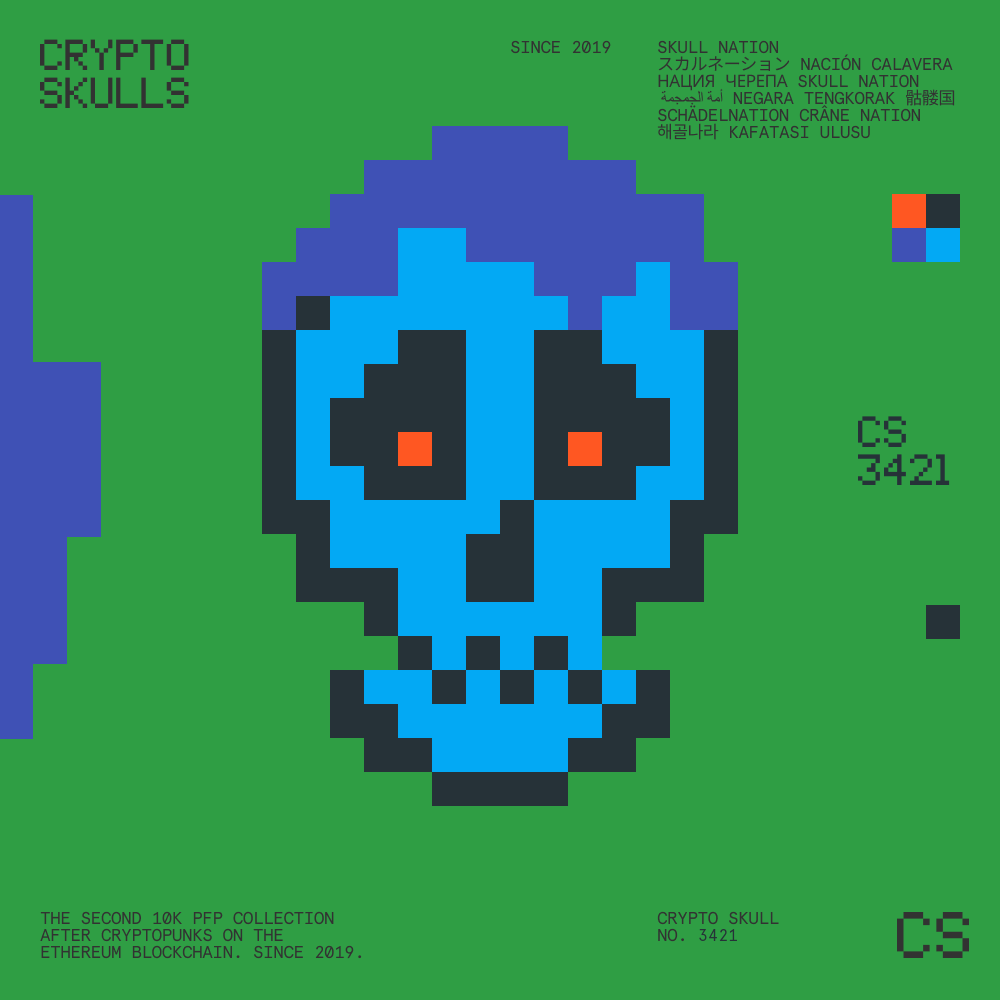 CRYPTO
SKULLS
SINCE 2019
SKULL NATION
スカルネーション NACIÓN CALAVERA
НАЦИЯ ЧЕРЕПА SKULL NATION
أمة الجمجمة NEGARA TENGKORAK 骷髅国
SCHÄDELNATION CRÂNE NATION
해골나라 KAFATASI ULUSU
CS
3421
THE SECOND 10K PFP COLLECTION
AFTER CRYPTOPUNKS ON THE
ETHEREUM BLOCKCHAIN. SINCE 2019.
CRYPTO SKULL
NO. 3421
CS